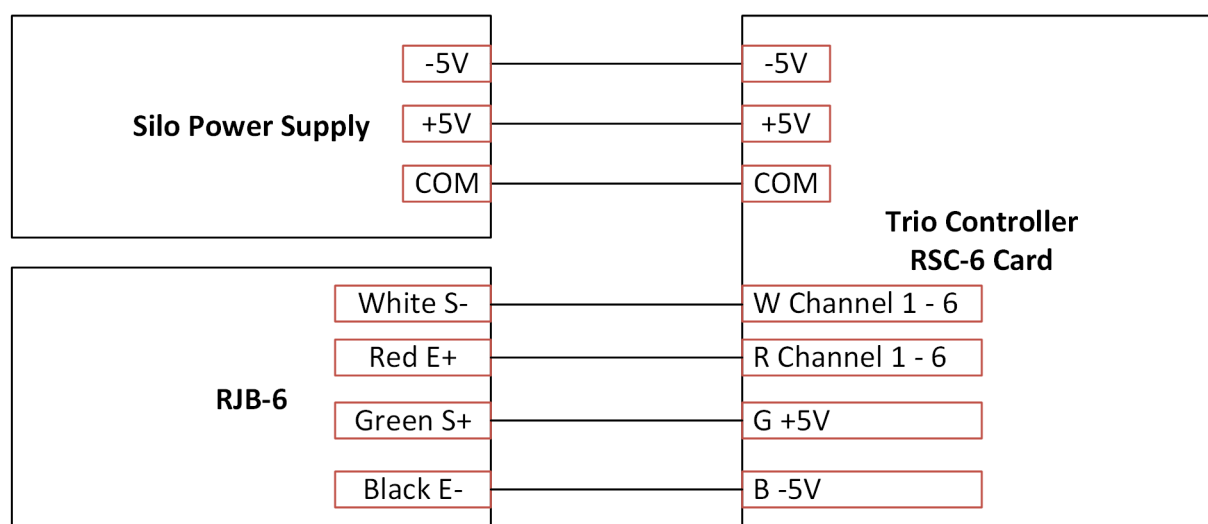 Silo Power Supply
-5V
+5V
COM
-5V
+5V
COM
Trio Controller
RSC-6 Card
RJB-6
White S-
Red E+
Green S+
Black E-
W Channel 1 - 6
R Channel 1 - 6
G +5V
B -5V